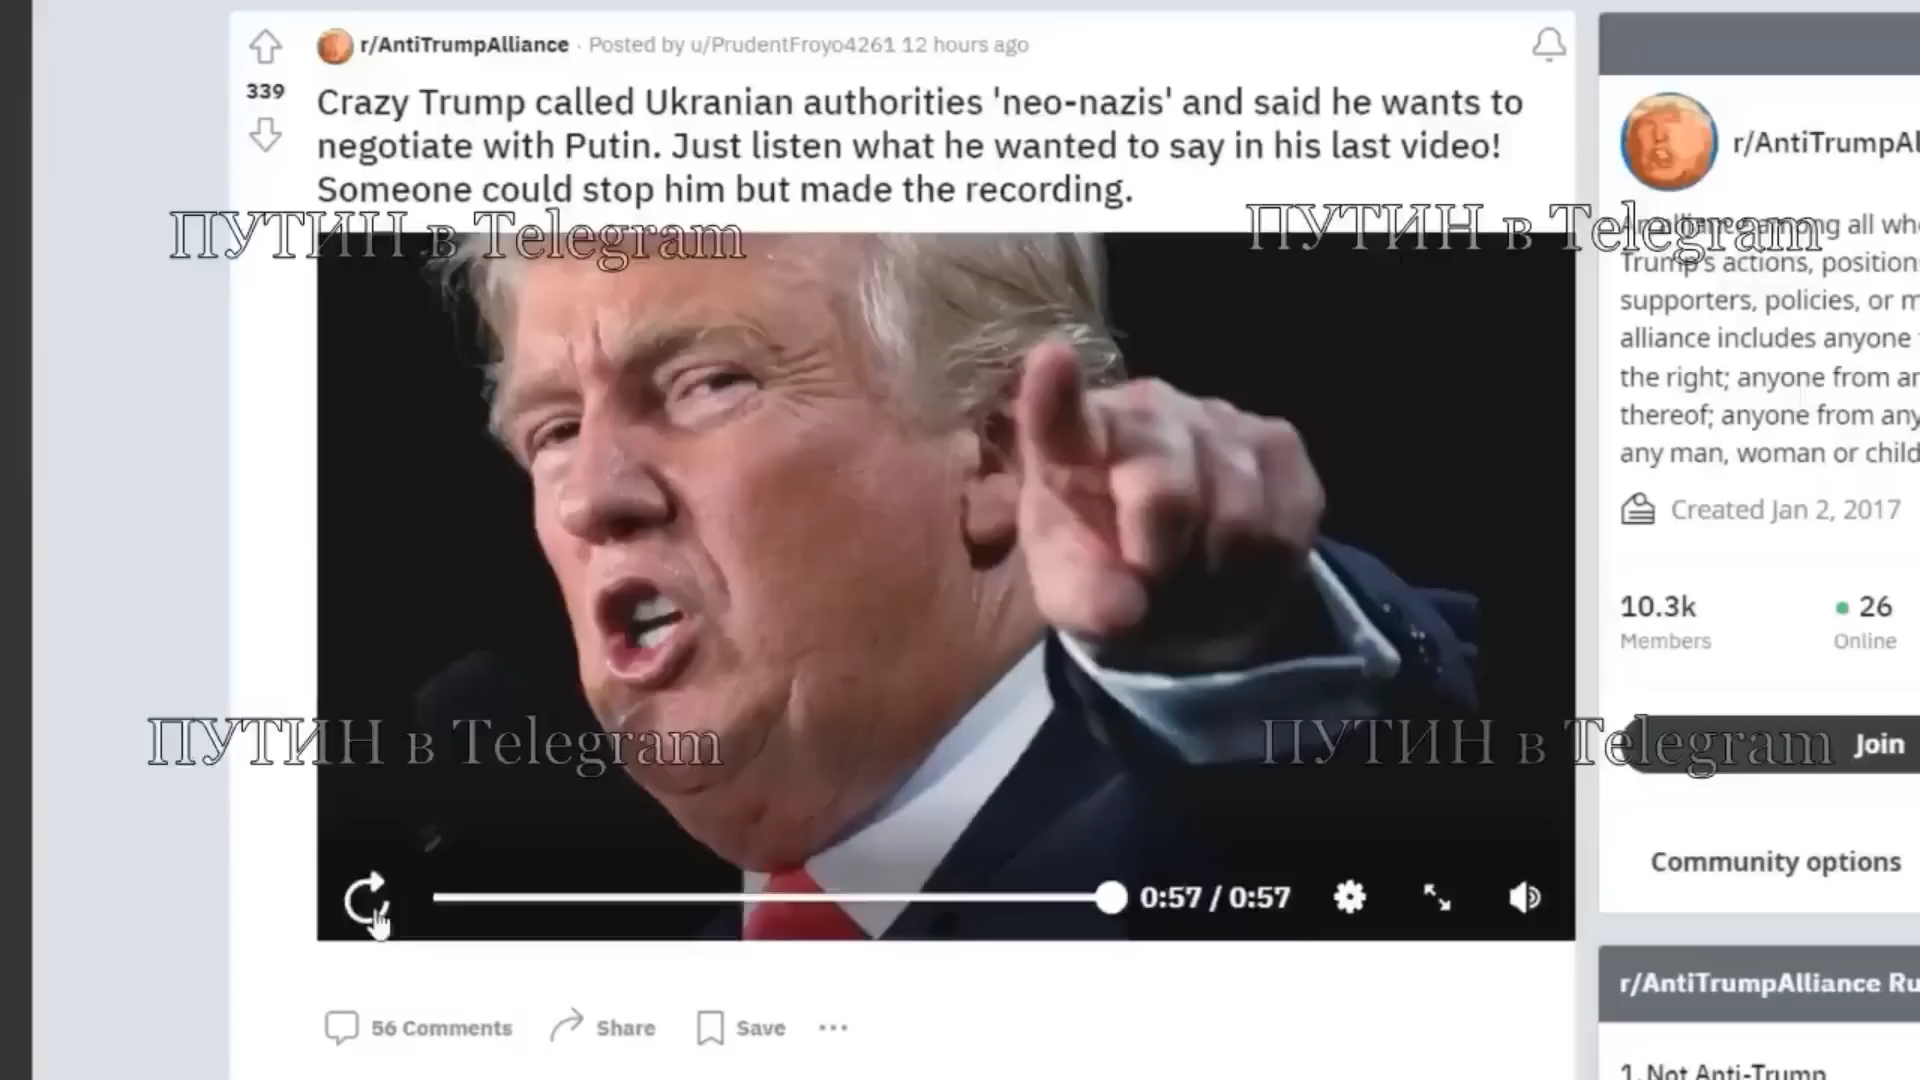 r/AntiTrumpAlliance · Posted by u/PrudentFroyo4261 12 hours ago
339
Crazy Trump called Ukranian authorities 'neo-nazis' and said he wants to
negotiate with Putin. Just listen what he wanted to say in his last video!
Someone could stop him but made the recording.
ПУТИН в Telegram
ПУТИН в Telegram
ПУТИН в Telegram
ПУТИН в Telegram
0:57 / 0:57
56 Comments
Share
Save
r/AntiTrumpAl
all wh
Trump's actions, position
supporters, policies, or m
alliance includes anyone
the right; anyone from ar
thereof; anyone from any
any man, woman or child
Created Jan 2, 2017
10.3k
26
Members
Online
Join
Community options
r/AntiTrumpAlliance Ru
1. Not Anti-Trump